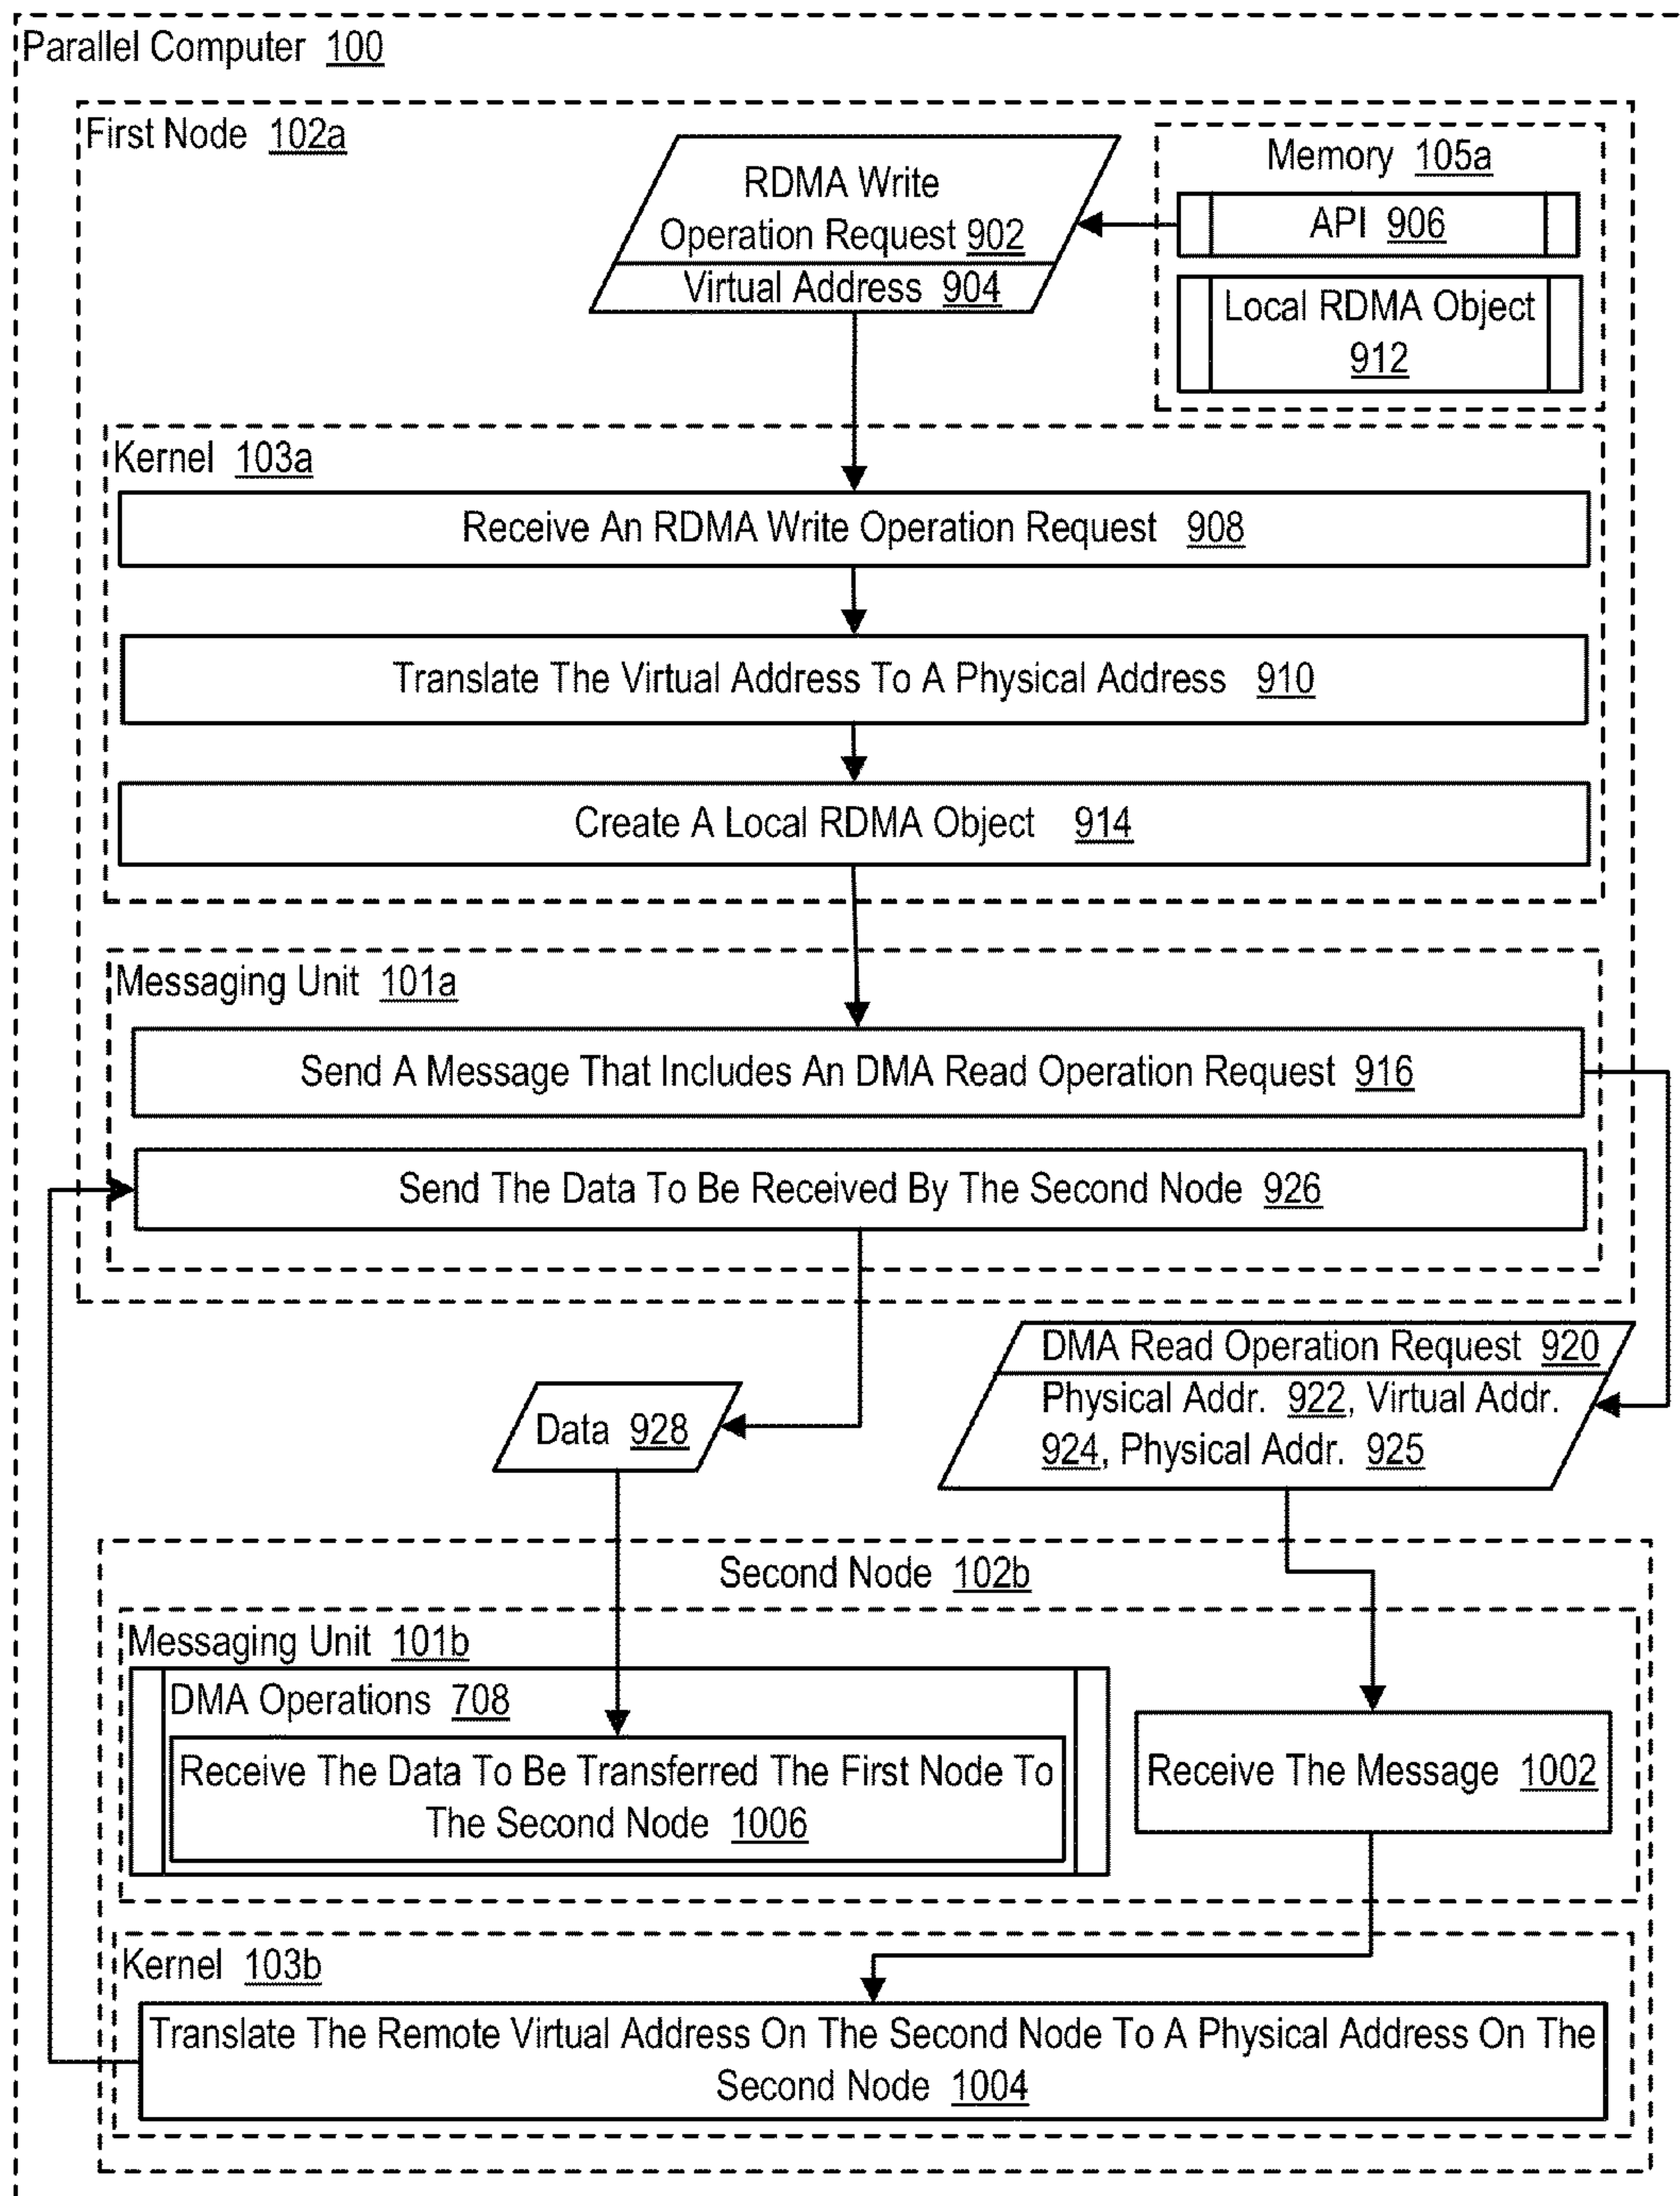 Parallel Computer 100
First Node 102a
RDMA Write
Operation Request 902
Virtual Address 904
Memory 105a
API 906
Local RDMA Object
912
Kernel 103a
Receive An RDMA Write Operation Request 908
Translate The Virtual Address To A Physical Address 910
Create A Local RDMA Object 914
Messaging Unit 101a
Send A Message That Includes An DMA Read Operation Request 916
Send The Data To Be Received By The Second Node 926
DMA Read Operation Request 920
Physical Addr. 922, Virtual Addr.
924, Physical Addr. 925
Data 928
Second Node 102b
Messaging Unit 101b
DMA Operations 708
Receive The Data To Be Transferred The First Node To
The Second Node 1006
Receive The Message 1002
Kernel 103b
Translate The Remote Virtual Address On The Second Node To A Physical Address On The
Second Node 1004